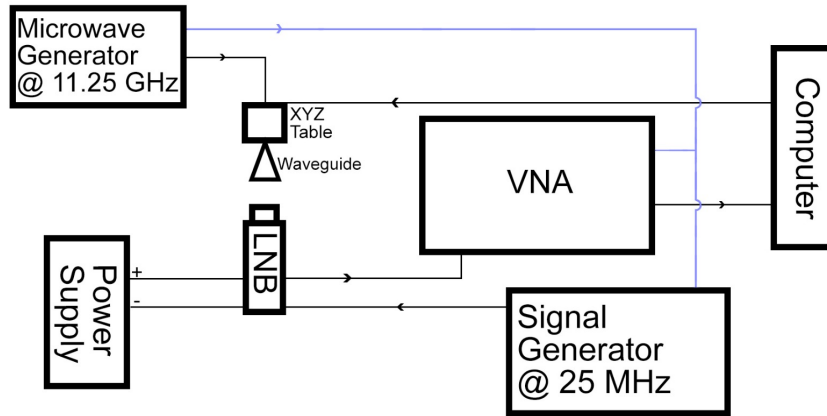 Microwave
Generator
@ 11.25 GHz
XYZ
Table
Waveguide
VNA
Computer
LNB
Power
Supply
+
-
Signal
Generator
@ 25 MHz